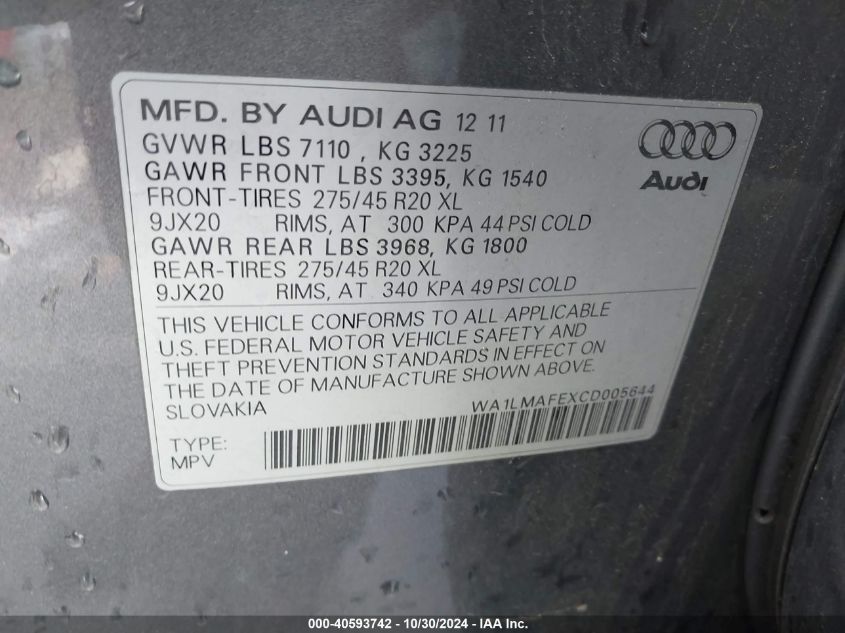 MFD. BY AUDI AG 12 11
GVWR LBS 7110 , KG 3225
GAWR FRONT LBS 3395, KG 1540
FRONT-TIRES 275/45 R20 XL
9JX20 RIMS, AT 300 KPA 44 PSI COLD
GAWR REAR LBS 3968, KG 1800
REAR-TIRES 275/45 R20 XL
9JX20 RIMS, AT 340 KPA 49 PSI COLD
Audi
THIS VEHICLE CONFORMS TO ALL APPLICABLE
U.S. FEDERAL MOTOR VEHICLE SAFETY AND
THEFT PREVENTION STANDARDS IN EFFECT ON
THE DATE OF MANUFACTURE SHOWN ABOVE.
SLOVAKIA WA1LMAFEXCD005644
TYPE:
MPV
000-40593742 - 10/30/2024 - IAA Inc.